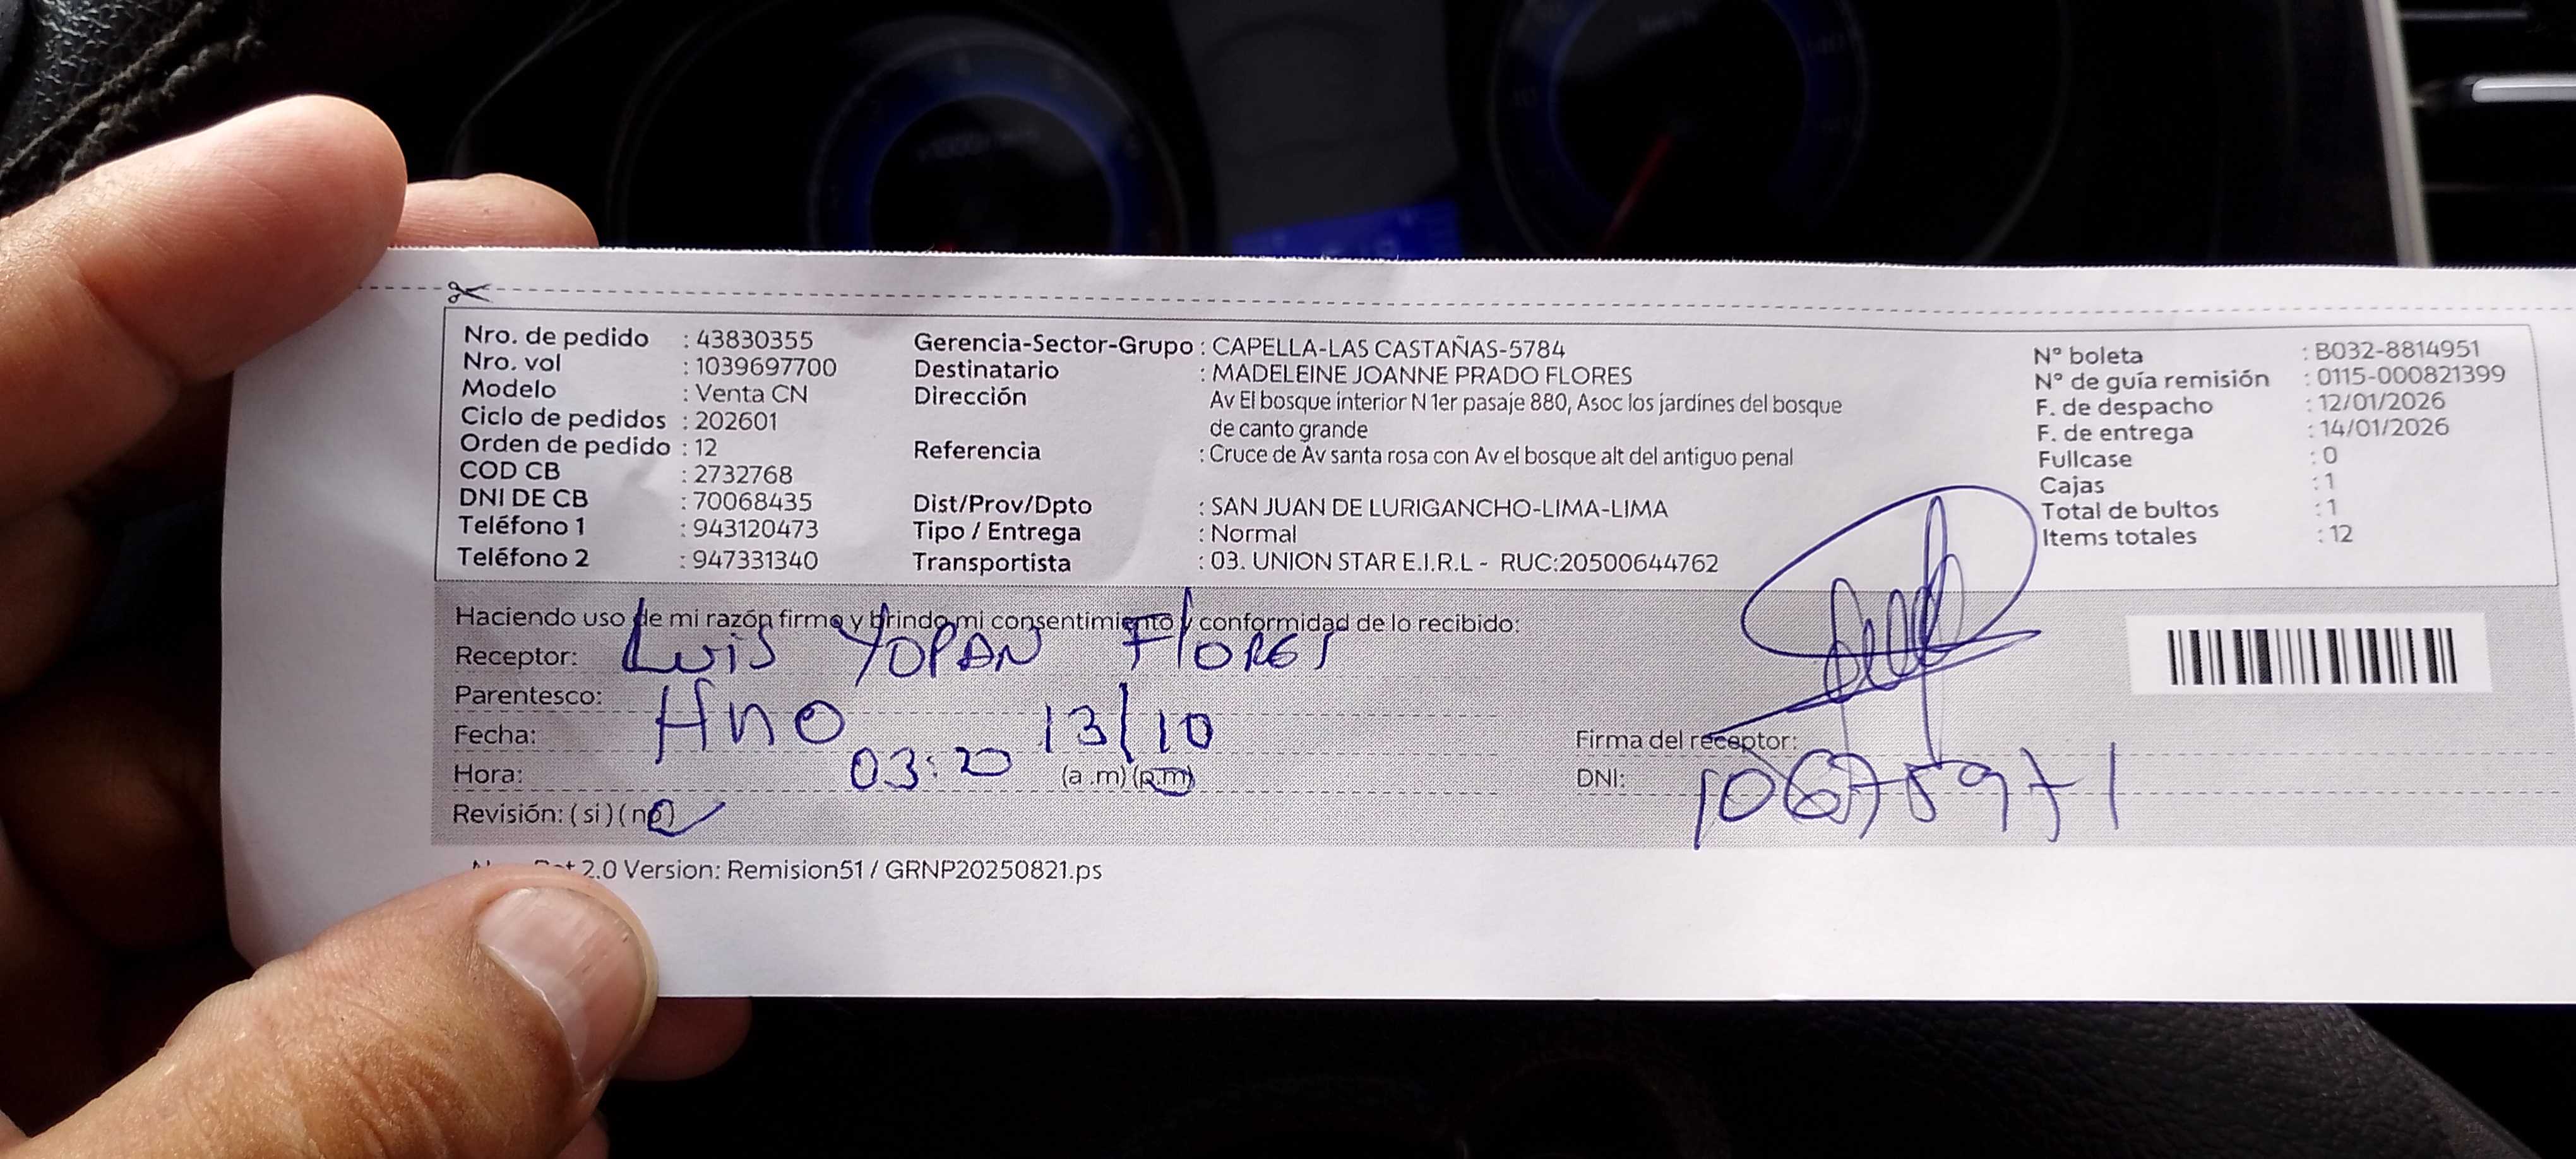 Nro. de pedido : 43830355
Nro. vol : 1039697700
Modelo : Venta CN
Ciclo de pedidos : 202601
Orden de pedido : 12
COD CB : 2732768
DNI DE CB : 70068435
Teléfono 1 : 943120473
Teléfono 2 : 947331340
Gerencia-Sector-Grupo : CAPELLA-LAS CASTAÑAS-5784
Destinatario : MADELEINE JOANNE PRADO FLORES
Dirección Av El bosque interior N 1er pasaje 880, Asoc los jardines del bosque
de canto grande
Referencia : Cruce de Av santa rosa con Av el bosque alt del antiguo penal
Dist/Prov/Dpto : SAN JUAN DE LURIGANCHO-LIMA-LIMA
Tipo / Entrega : Normal
Transportista : 03. UNION STAR E.I.R.L - RUC:20500644762
N° boleta : B032-8814951
N° de guía remisión : 0115-000821399
F. de despacho : 12/01/2026
F. de entrega : 14/01/2026
Fullcase : 0
Cajas : 1
Total de bultos : 1
Items totales : 12
Haciendo uso de mi razón firmo y brindo mi consentimiento y conformidad de lo recibido:
Receptor: Luis YOPAN FLORES
Parentesco: Hno
Fecha: 13/10
Hora: 03:20 (a .m) (p.m)
Revisión: ( si ) ( no )
Firma del receptor:
DNI: 10675971
2.0 Version: Remision51 / GRNP20250821.ps